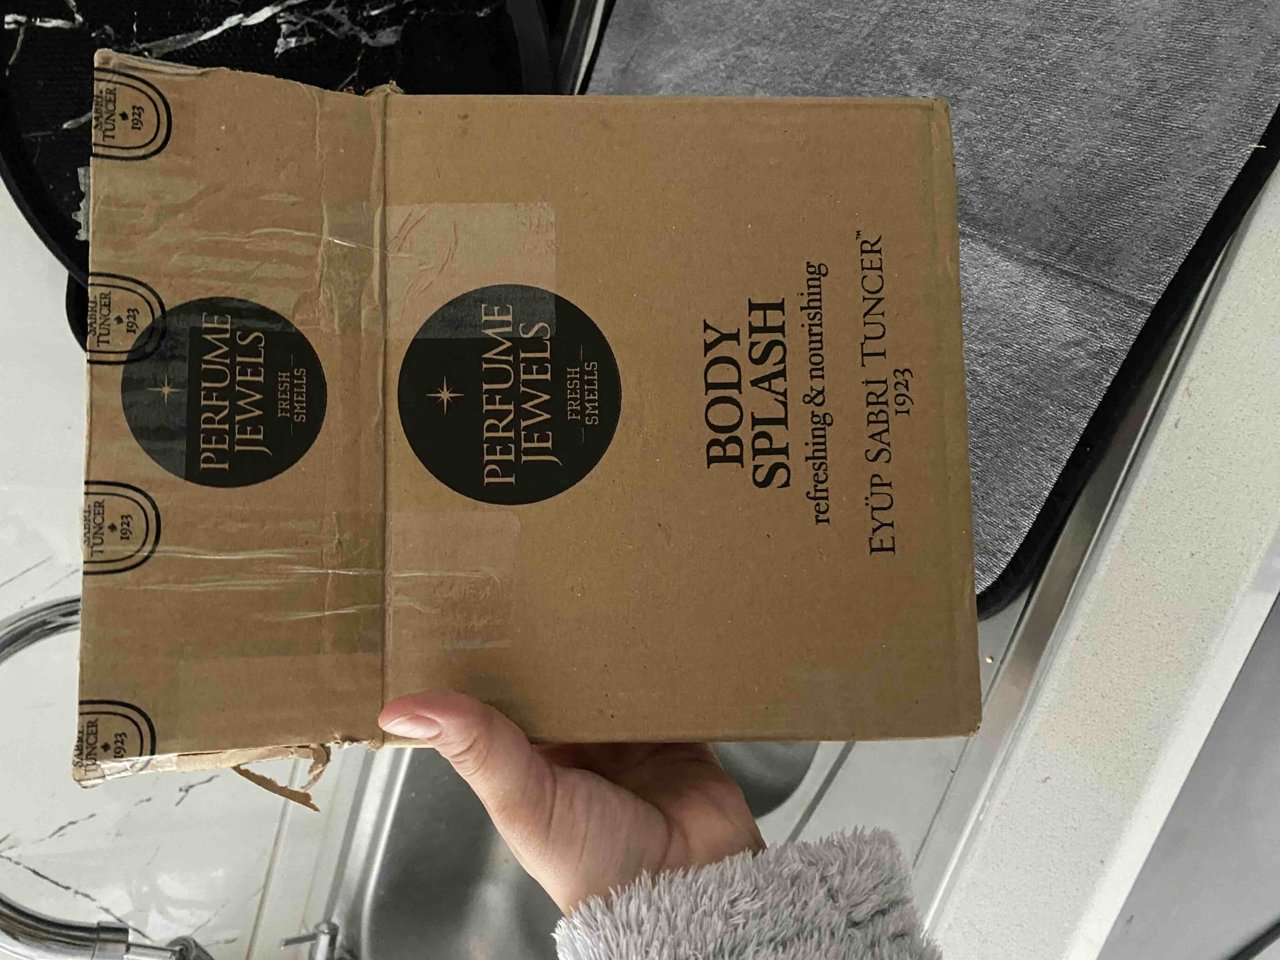 SABRİ
TUNCER
1923
SABRİ
TUNCER
1923
SABRİ
TUNCER
1923
SABRİ
TUNCER
1923
PERFUME
JEWELS
FRESH
SMELLS
PERFUME
JEWELS
FRESH
SMELLS
BODY
SPLASH
refreshing & nourishing
EYÜP SABRİ TUNCER™
1923